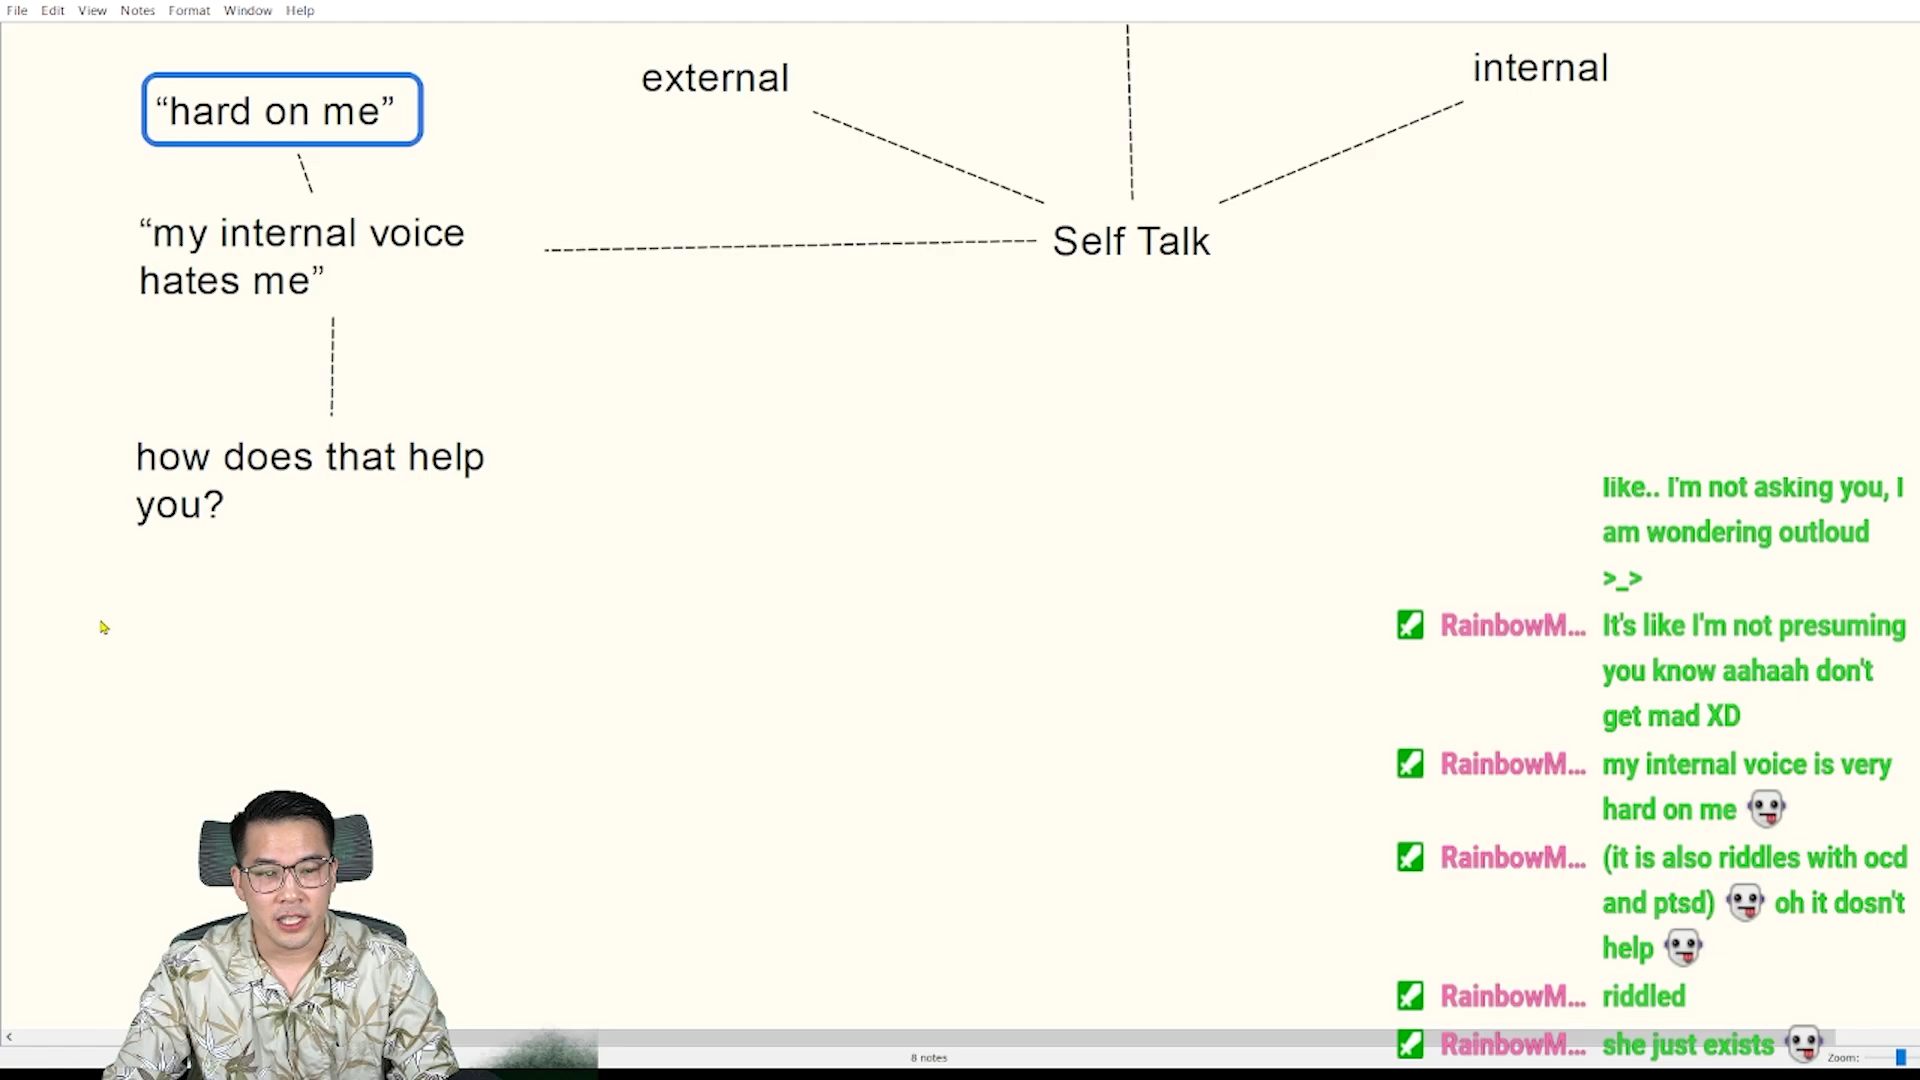 File Edit View Notes Format Window Help
external
internal
“hard on me”
“my internal voice
hates me”
Self Talk
how does that help
you?
like.. I'm not asking you, I
am wondering outloud
>_>
RainbowM... It's like I'm not presuming
you know aahaah don't
get mad XD
RainbowM... my internal voice is very
hard on me
RainbowM... (it is also riddles with ocd
and ptsd) oh it dosn't
help
RainbowM... riddled
RainbowM... she just exists
8 notes
Zoom: